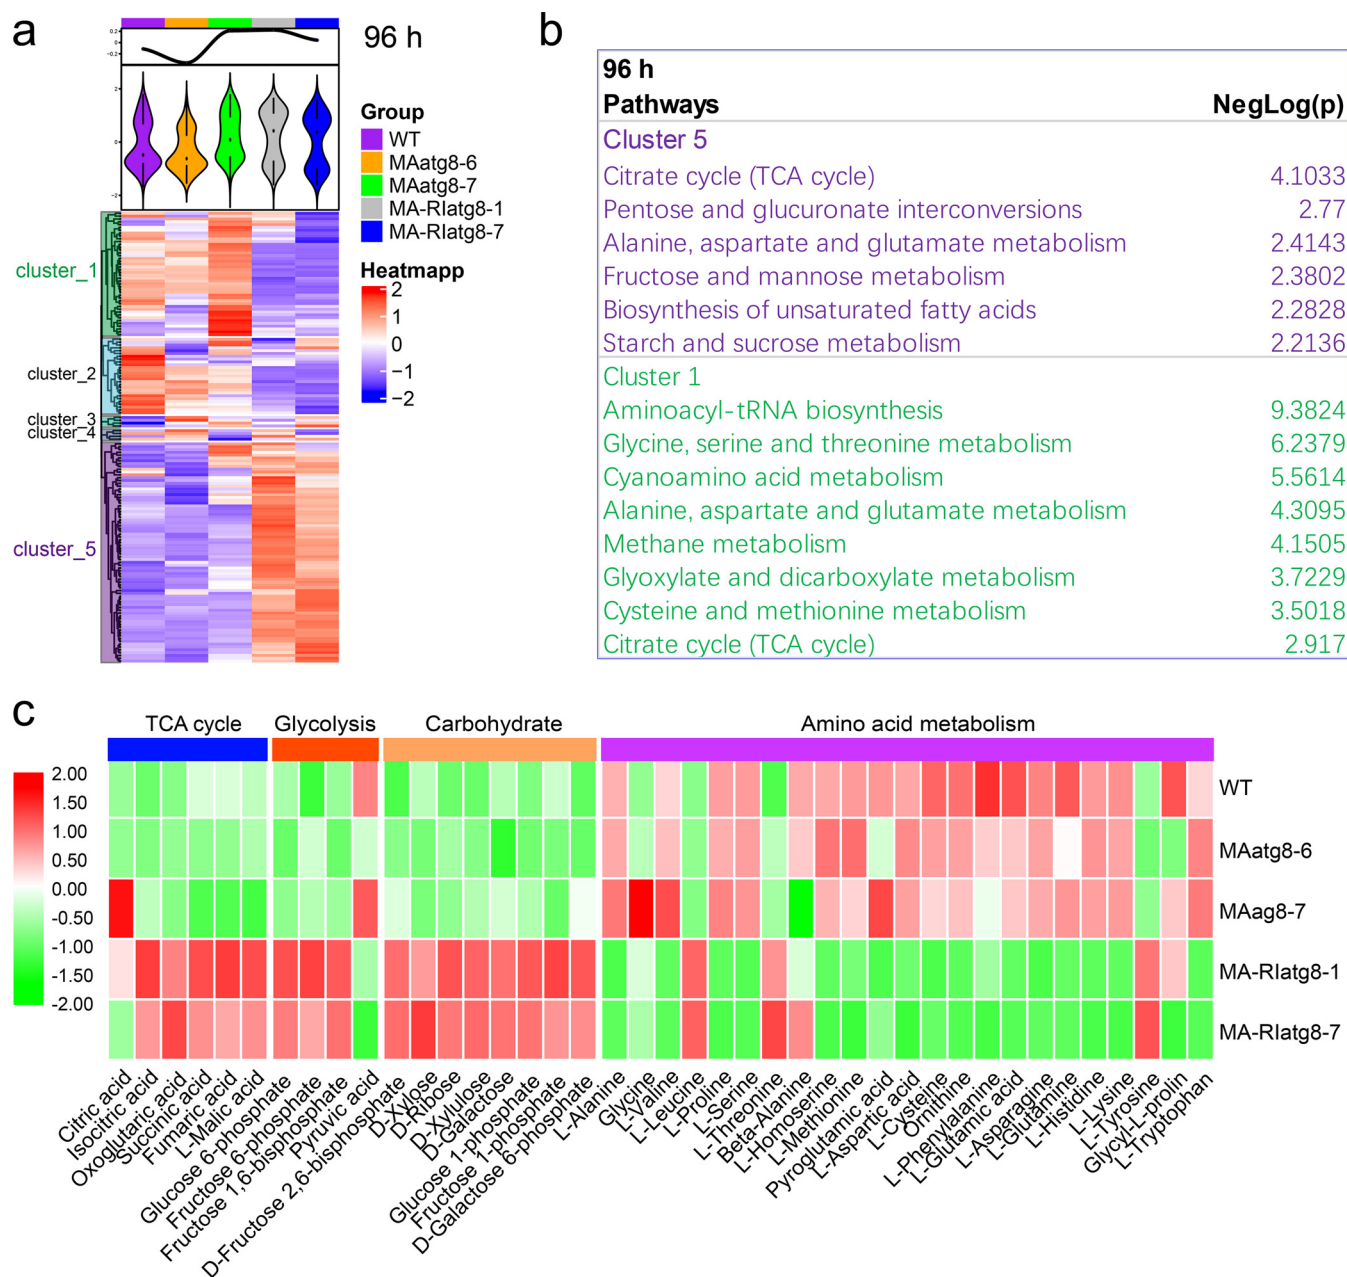 a
96 h
0.2
0
-0.2
2
0
-2
Group
WT
MAatg8-6
MAatg8-7
MA-RIatg8-1
MA-RIatg8-7
Heatmapp
2
1
0
−1
−2
cluster_1
cluster_2
cluster_3
cluster_4
cluster_5
b
96 h
Pathways NegLog(p)
Cluster 5
Citrate cycle (TCA cycle) 4.1033
Pentose and glucuronate interconversions 2.77
Alanine, aspartate and glutamate metabolism 2.4143
Fructose and mannose metabolism 2.3802
Biosynthesis of unsaturated fatty acids 2.2828
Starch and sucrose metabolism 2.2136
Cluster 1
Aminoacyl-tRNA biosynthesis 9.3824
Glycine, serine and threonine metabolism 6.2379
Cyanoamino acid metabolism 5.5614
Alanine, aspartate and glutamate metabolism 4.3095
Methane metabolism 4.1505
Glyoxylate and dicarboxylate metabolism 3.7229
Cysteine and methionine metabolism 3.5018
Citrate cycle (TCA cycle) 2.917
c
TCA cycle Glycolysis Carbohydrate Amino acid metabolism
2.00
1.50
1.00
0.50
0.00
-0.50
-1.00
-1.50
-2.00
WT
MAatg8-6
MAag8-7
MA-RIatg8-1
MA-RIatg8-7
Citric acid
Isocitric acid
Oxoglutaric acid
Succinic acid
Fumaric acid
L-Malic acid
Glucose 6-phosphate
Fructose 6-phosphate
Fructose 1,6-bisphosphate
Pyruvic acid
D-Fructose 2,6-bisphosphate
D-Xylose
D-Ribose
D-Xylulose
D-Galactose
Glucose 1-phosphate
Fructose 1-phosphate
D-Galactose 6-phosphate
L-Alanine
Glycine
L-Valine
L-Leucine
L-Proline
L-Serine
L-Threonine
Beta-Alanine
L-Homoserine
L-Methionine
Pyroglutamic acid
L-Aspartic acid
L-Cysteine
Ornithine
L-Phenylalanine
L-Glutamic acid
L-Asparagine
L-Glutamine
L-Histidine
L-Lysine
L-Tyrosine
Glycyl-L-prolin
L-Tryptophan